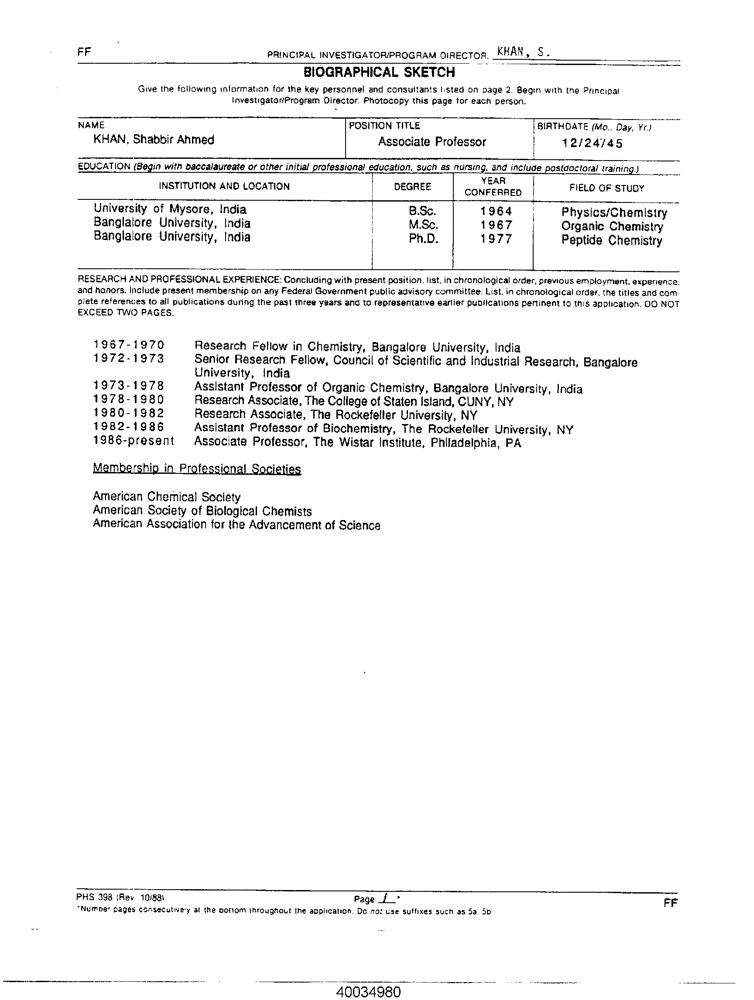 FF
PRINCIPAL INVESTIGATOR/PROGRAM DIRECTOR: KHAN, S.
BIOGRAPHICAL SKETCH
Give the following information for the key personnel and consultants listed on page 2. Begin with the Principal
Investigator/Program Director. Photocopy this page for each person.
NAME POSITION TITLE BIRTHDATE (Mo., Day, Yr.)
KHAN, Shabbir Ahmed Associate Professor 12/24/45
EDUCATION (Begin with baccalaureate or other initial professional education, such as nursing, and include postdoctoral training.)
INSTITUTION AND LOCATION DEGREE YEAR CONFERRED FIELD OF STUDY
University of Mysore, India B.Sc. 1964 Physics/Chemistry
Banglalore University, India M.Sc. 1967 Organic Chemistry
Banglalore University, India Ph.D. 1977 Peptide Chemistry
RESEARCH AND PROFESSIONAL EXPERIENCE: Concluding with present position, list, in chronological order, previous employment, experience,
and honors. Include present membership on any Federal Government public advisory committee. List, in chronological order, the titles and com-
plete references to all publications during the past three years and to representative earlier publications pertinent to this application. DO NOT
EXCEED TWO PAGES.
1967-1970 Research Fellow in Chemistry, Bangalore University, India
1972-1973 Senior Research Fellow, Council of Scientific and Industrial Research, Bangalore
University, India
1973-1978 Assistant Professor of Organic Chemistry, Bangalore University, India
1978-1980 Research Associate, The College of Staten Island, CUNY, NY
1980-1982 Research Associate, The Rockefeller University, NY
1982-1986 Assistant Professor of Biochemistry, The Rockefeller University, NY
1986-present Associate Professor, The Wistar Institute, Philadelphia, PA
Membership in Professional Societies
American Chemical Society
American Society of Biological Chemists
American Association for the Advancement of Science
PHS 398 (Rev. 10/88) Page 1 * FF
*Number pages consecutively at the bottom throughout the application. Do not use suffixes such as 5a, 5b
40034980